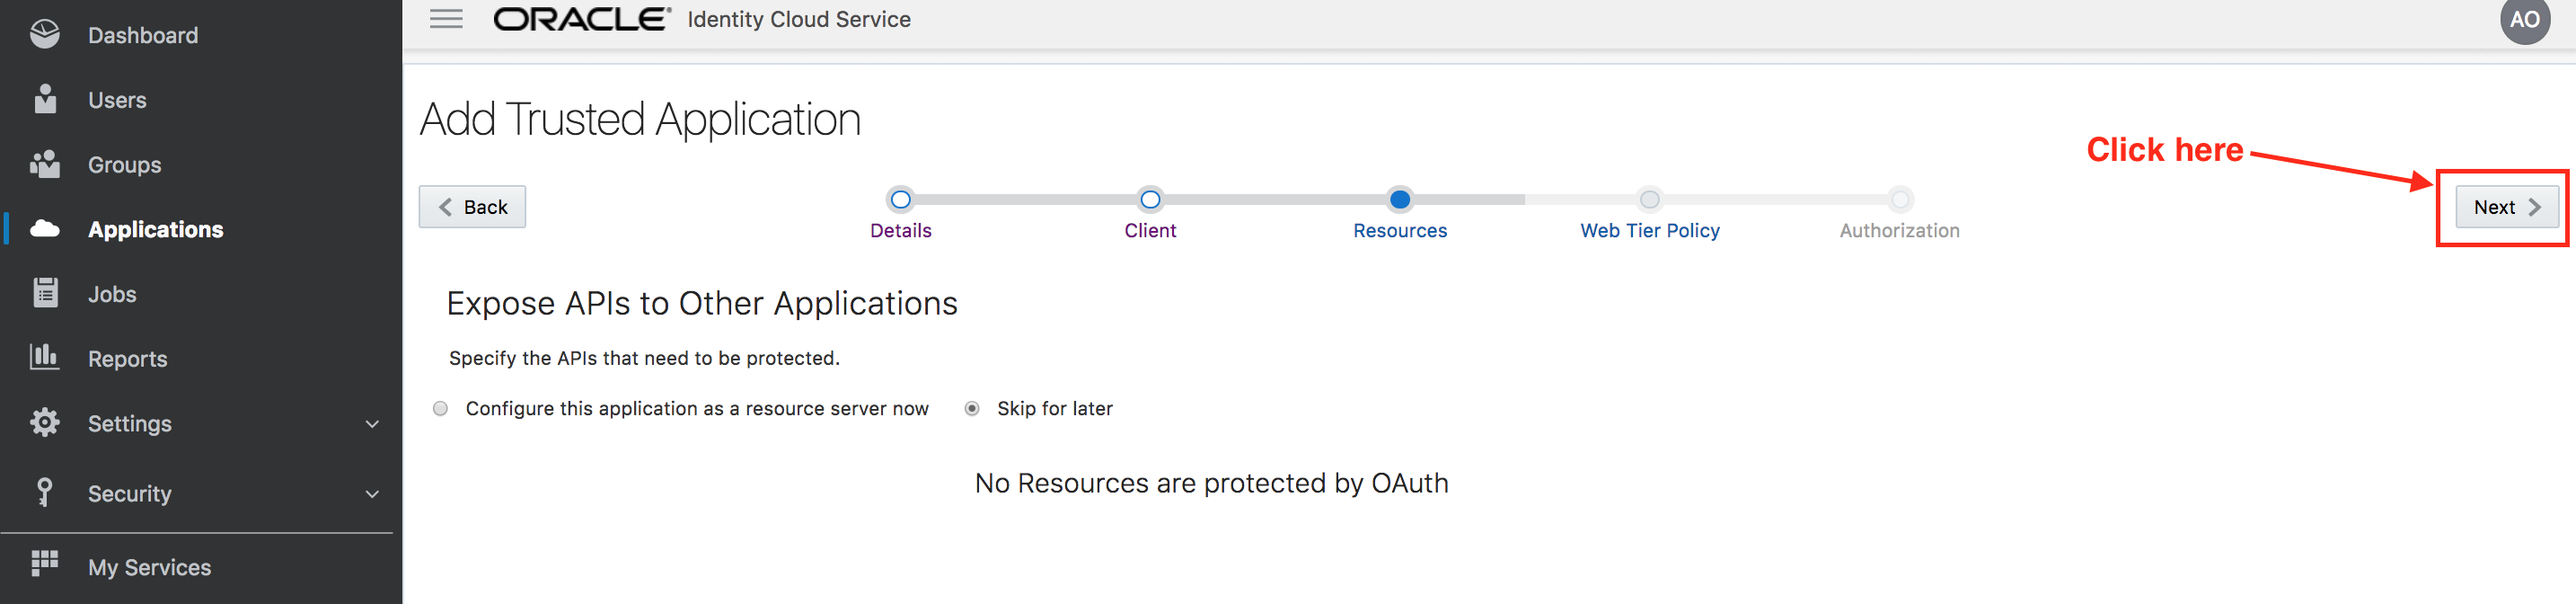 Dashboard
Users
Groups
Applications
Jobs
Reports
Settings
Security
My Services
ORACLE® Identity Cloud Service
AO
Add Trusted Application
Click here
Back
Details
Client
Resources
Web Tier Policy
Authorization
Next
Expose APIs to Other Applications
Specify the APIs that need to be protected.
Configure this application as a resource server now
Skip for later
No Resources are protected by OAuth